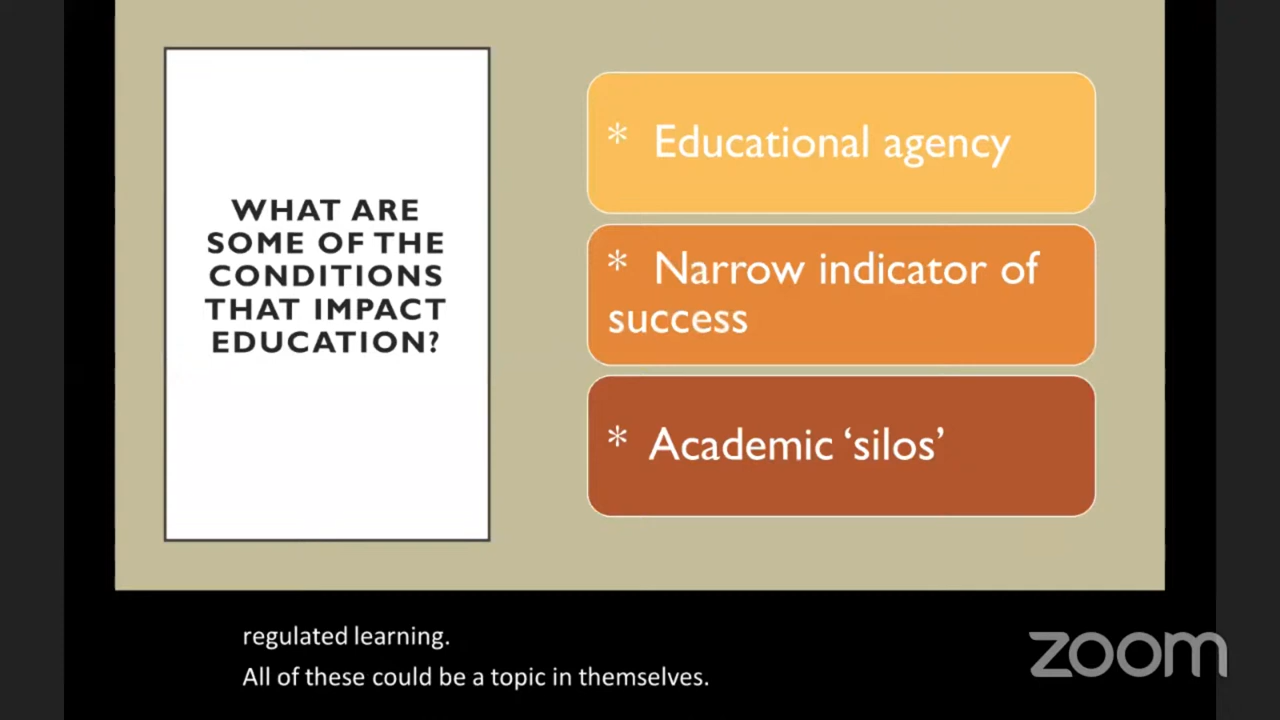 WHAT ARE
SOME OF THE
CONDITIONS
THAT IMPACT
EDUCATION?
* Educational agency
* Narrow indicator of
success
* Academic ‘silos’
regulated learning.
All of these could be a topic in themselves.
zoom